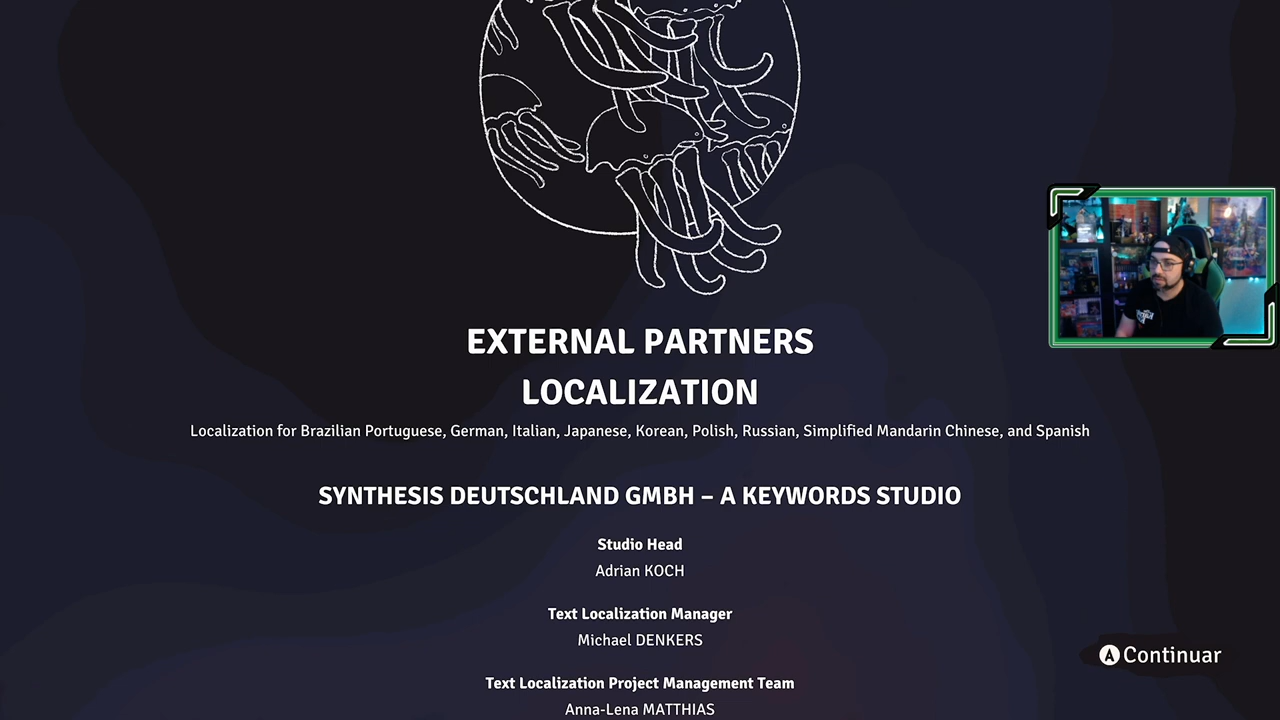 EXTERNAL PARTNERS
LOCALIZATION
Localization for Brazilian Portuguese, German, Italian, Japanese, Korean, Polish, Russian, Simplified Mandarin Chinese, and Spanish
SYNTHESIS DEUTSCHLAND GMBH – A KEYWORDS STUDIO
Studio Head
Adrian KOCH
Text Localization Manager
Michael DENKERS
A Continuar
Text Localization Project Management Team
Anna-Lena MATTHIAS